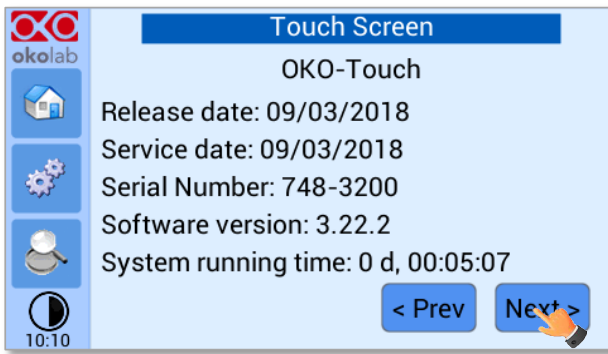 Touch Screen
okolab
OKO-Touch
Release date: 09/03/2018
Service date: 09/03/2018
Serial Number: 748-3200
Software version: 3.22.2
System running time: 0 d, 00:05:07
< Prev
Next >
10:10